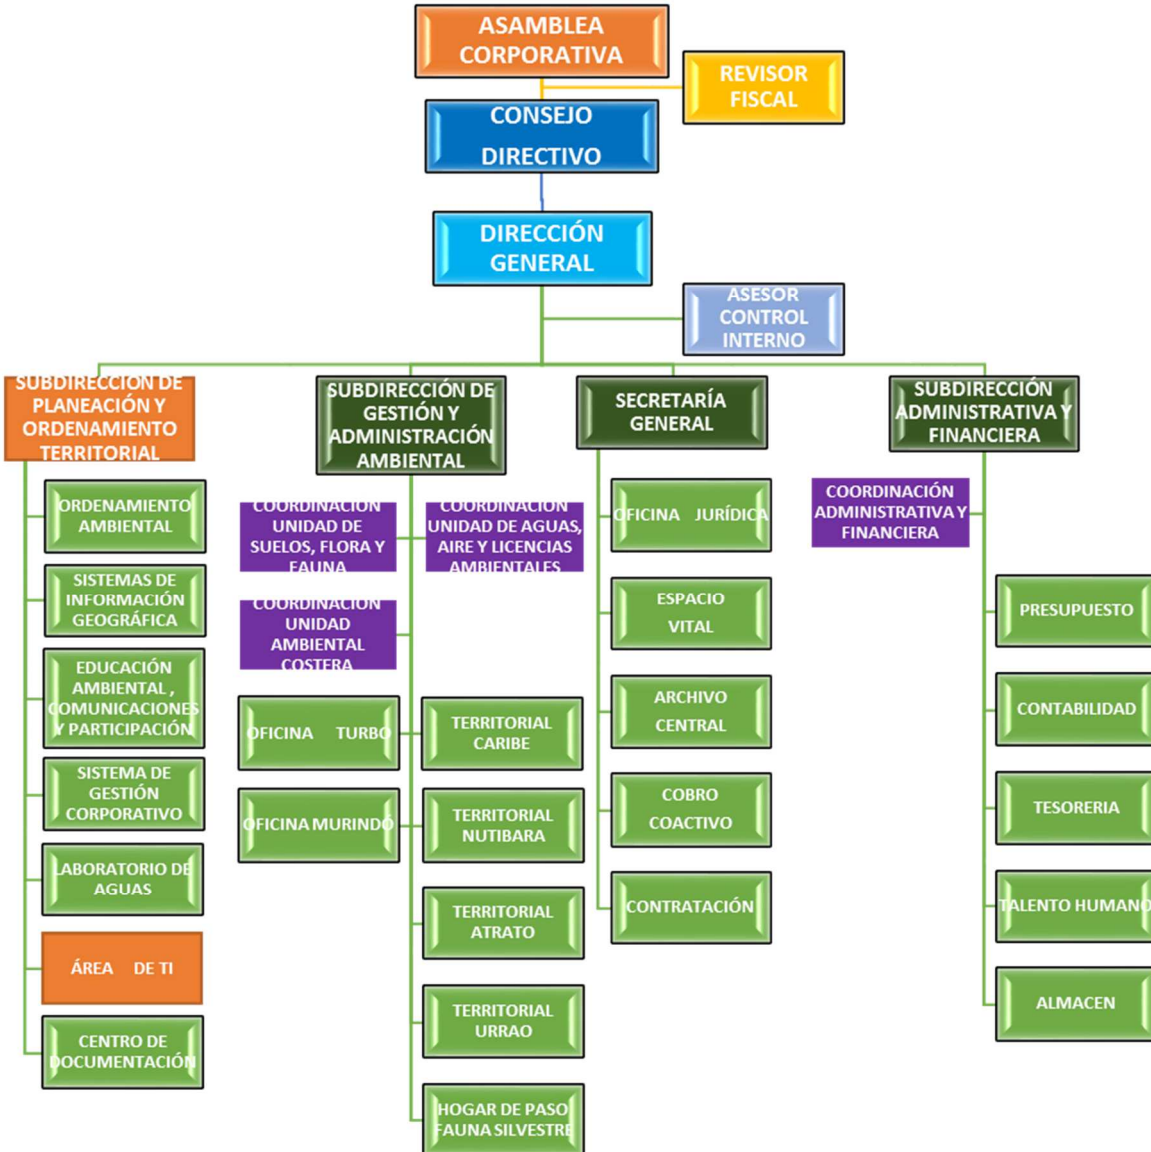 ASAMBLEA
CORPORATIVA
REVISOR
FISCAL
CONSEJO
DIRECTIVO
DIRECCIÓN
GENERAL
ASESOR
CONTROL
INTERNO
SUBDIRECCIÓN DE
PLANEACIÓN Y
ORDENAMIENTO
TERRITORIAL
ORDENAMIENTO
AMBIENTAL
SISTEMAS DE
INFORMACIÓN
GEOGRÁFICA
EDUCACIÓN
AMBIENTAL ,
COMUNICACIONES
Y PARTICIPACIÓN
SISTEMA DE
GESTIÓN
CORPORATIVO
LABORATORIO DE
AGUAS
ÁREA DE TI
CENTRO DE
DOCUMENTACIÓN
SUBDIRECCIÓN DE
GESTIÓN Y
ADMINISTRACIÓN
AMBIENTAL
COORDINACIÓN
UNIDAD DE
SUELOS, FLORA Y
FAUNA
COORDINACIÓN
UNIDAD DE AGUAS,
AIRE Y LICENCIAS
AMBIENTALES
COORDINACIÓN
UNIDAD
AMBIENTAL
COSTERA
OFICINA TURBO
TERRITORIAL
CARIBE
OFICINA MURINDÓ
TERRITORIAL
NUTIBARA
TERRITORIAL
ATRATO
TERRITORIAL
URRAO
HOGAR DE PASO
FAUNA SILVESTRE
SECRETARÍA
GENERAL
OFICINA JURÍDICA
ESPACIO
VITAL
ARCHIVO
CENTRAL
COBRO
COACTIVO
CONTRATACIÓN
SUBDIRECCIÓN
ADMINISTRATIVA Y
FINANCIERA
COORDINACIÓN
ADMINISTRATIVA Y
FINANCIERA
PRESUPUESTO
CONTABILIDAD
TESORERIA
TALENTO HUMANO
ALMACEN